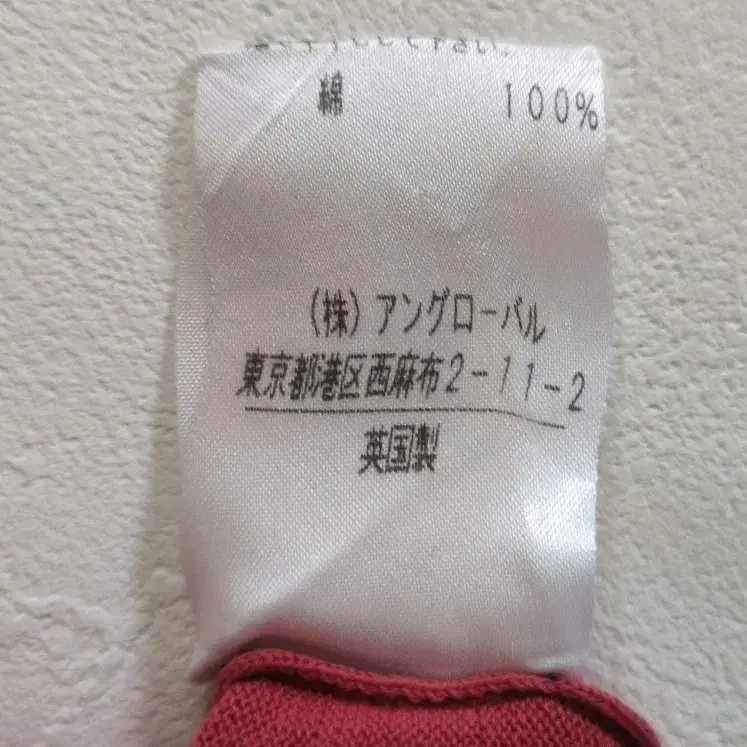 綿 100%
(株)アングローバル
東京都港区西麻布2-11-2
英国製